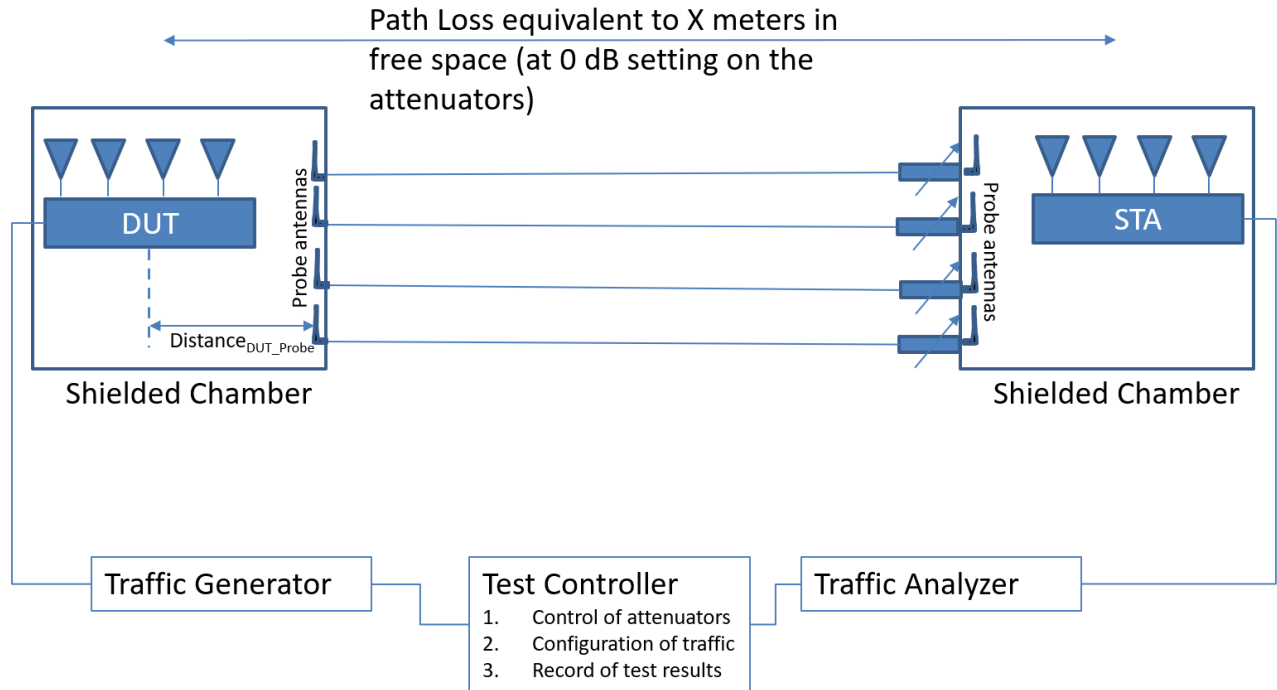 Path Loss equivalent to X meters in
free space (at 0 dB setting on the
attenuators)
DUT
Probe antennas
Distance_DUT_Probe
Shielded Chamber
Probe antennas
STA
Shielded Chamber
Traffic Generator
Test Controller
1. Control of attenuators
2. Configuration of traffic
3. Record of test results
Traffic Analyzer